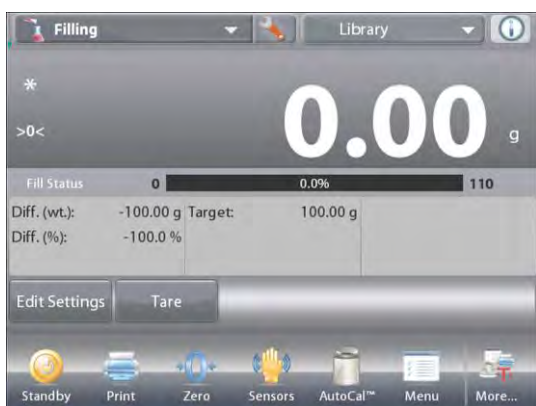 Filling Library
*
>0<
0.00 g
Fill Status 0 0.0% 110
Diff. (wt.): -100.00 g Target: 100.00 g
Diff. (%): -100.0 %
Edit Settings Tare
Standby Print Zero Sensors AutoCal™ Menu More...